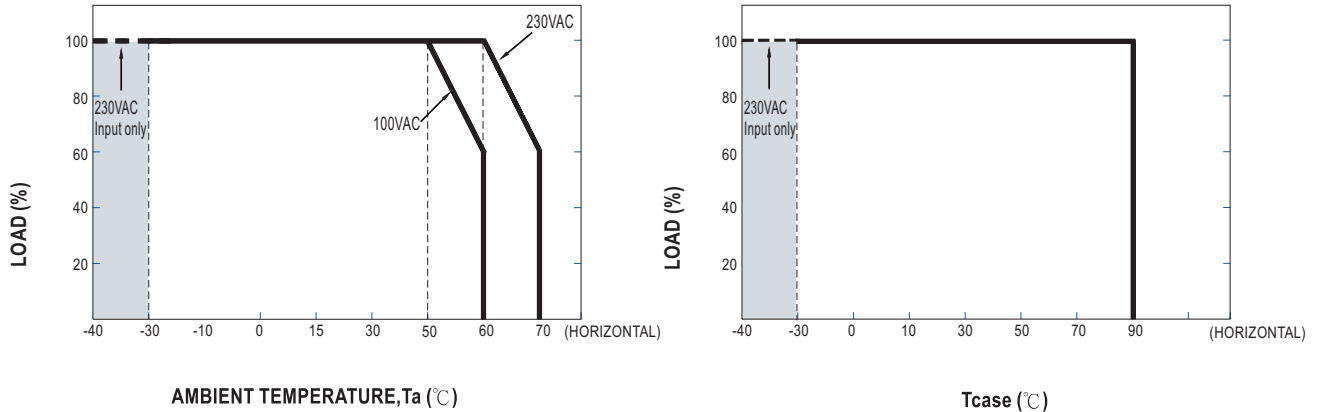 LOAD (%)
100
80
60
40
20
230VAC
Input only
100VAC
230VAC
-40 -30 -10 0 15 30 50 60 70 (HORIZONTAL)
AMBIENT TEMPERATURE,Ta (℃)
LOAD (%)
100
80
60
40
20
230VAC
Input only
-40 -30 0 10 30 50 70 90 (HORIZONTAL)
Tcase (℃)